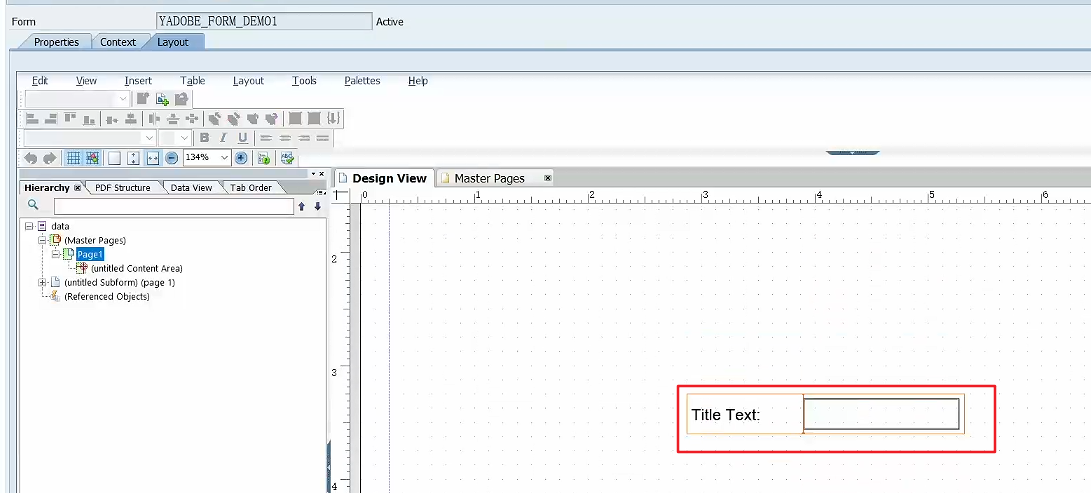 Form YADOBE_FORM_DEMO1 Active
Properties Context Layout
Edit View Insert Table Layout Tools Palettes Help
B I U
134%
Hierarchy PDF Structure Data View Tab Order
Design View Master Pages
0 1 2 3 4 5 6
data
(Master Pages)
Page1
(untitled Content Area)
(untitled Subform) (page 1)
(Referenced Objects)
2
3
Title Text:
4